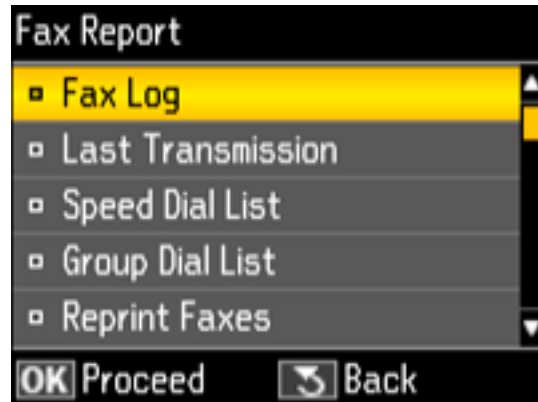 Fax Report
Fax Log
Last Transmission
Speed Dial List
Group Dial List
Reprint Faxes
OK Proceed Back